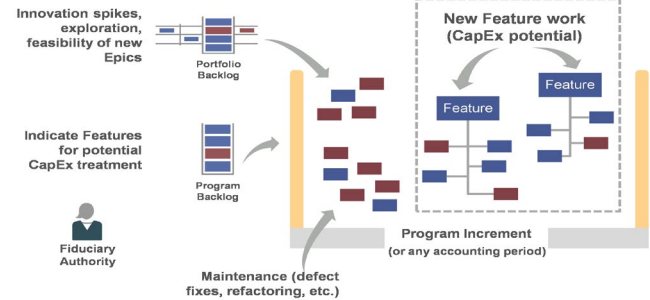 Innovation spikes,
exploration,
feasibility of new
Epics
Portfolio
Backlog
New Feature work
(CapEx potential)
Feature
Feature
Indicate Features
for potential
CapEx treatment
Program
Backlog
Fiduciary
Authority
Program Increment
(or any accounting period)
Maintenance (defect
fixes, refactoring, etc.)